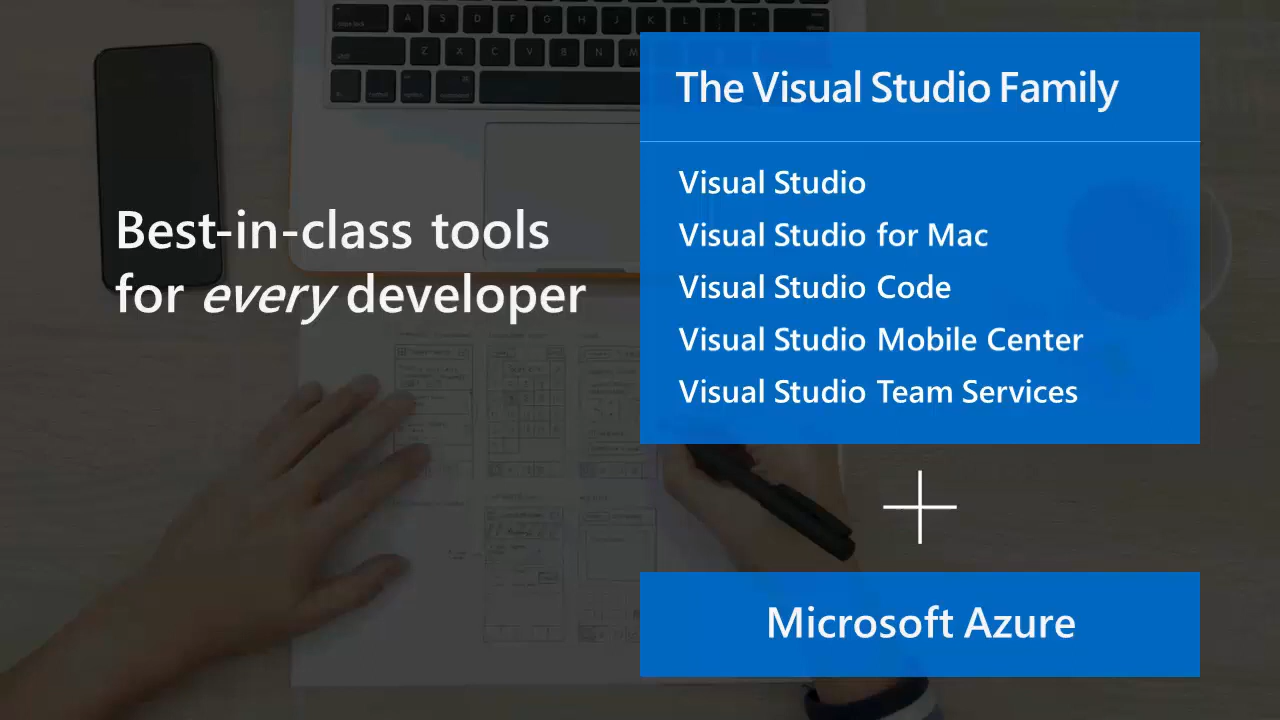 Best-in-class tools
for every developer
The Visual Studio Family
Visual Studio
Visual Studio for Mac
Visual Studio Code
Visual Studio Mobile Center
Visual Studio Team Services
+
Microsoft Azure